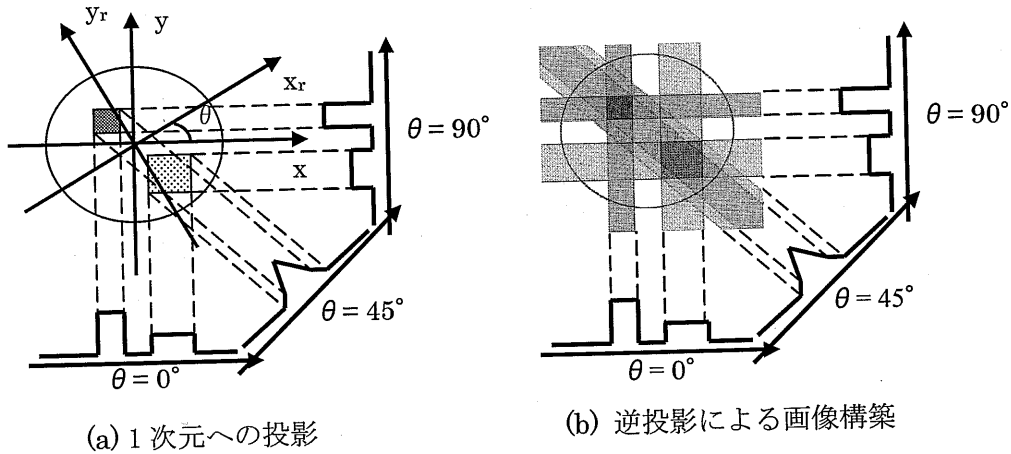 yr
y
xr
θ
x
θ = 90°
θ = 45°
θ = 0°
(a) 1 次元への投影
θ = 90°
θ = 45°
θ = 0°
(b) 逆投影による画像構築